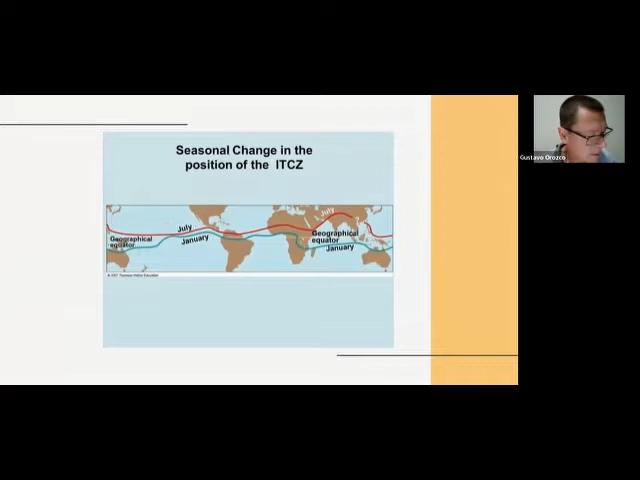 Seasonal Change in the
position of the ITCZ
July
July
January
Geographical
equator
Geographical
equator
January
© 2007 Thomson Higher Education
Gustavo Orozco